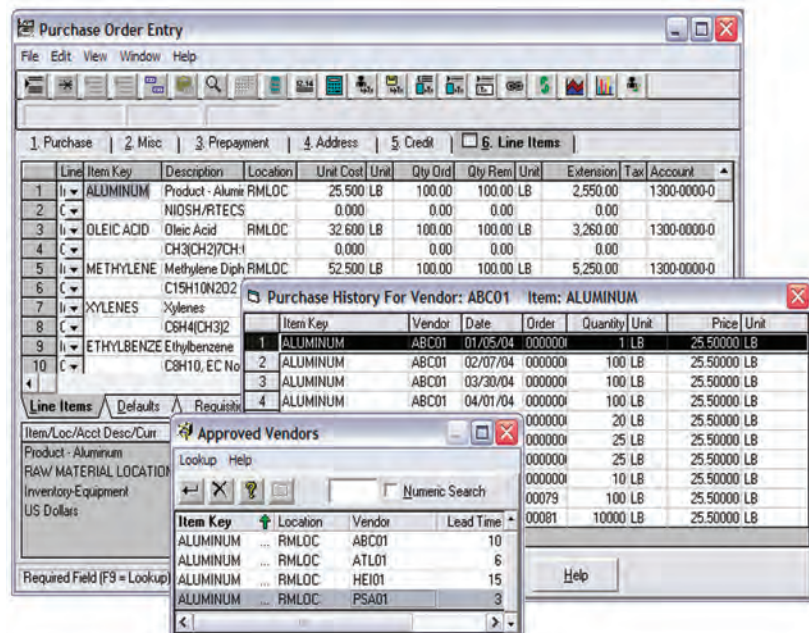 Purchase Order Entry
File Edit View Window Help
1. Purchase 2. Misc 3. Prepayment 4. Address 5. Credit 6. Line Items
Line Item Key Description Location Unit Cost Unit Qty Ord Qty Rem Unit Extension Tax Account
1 ALUMINUM Product - Alumir RMLOC 25.500 LB 100.00 100.00 LB 2,550.00 1300-0000-0
2 NIOSH/RTECS 0.000 0.00 0.00 0.00
3 OLEIC ACID Oleic Acid RMLOC 32.600 LB 100.00 100.00 LB 3,260.00 1300-0000-0
4 CH3(CH2)7CH:( 0.000 0.00 0.00 0.00
5 METHYLENE Methylene Diph RMLOC 52.500 LB 100.00 100.00 LB 5,250.00 1300-0000-0
6 C15H10N2O2
7 XYLENES Xylenes
8 C6H4(CH3)2
9 ETHYLBENZE Ethylbenzene
10 C8H10, EC No
Line Items Defaults Requisiti
Item/Loc/Acct Desc/Curr
Product - Aluminum
RAW MATERIAL LOCATION
Inventory-Equipment
US Dollars
Required Field (F9 = Lookup)
Purchase History For Vendor: ABC01 Item: ALUMINUM
Item Key Vendor Date Order Quantity Unit Price Unit
1 ALUMINUM ABC01 01/05/04 000000 1 LB 25.50000 LB
2 ALUMINUM ABC01 02/07/04 000000 100 LB 25.50000 LB
3 ALUMINUM ABC01 03/30/04 000000 100 LB 25.50000 LB
4 ALUMINUM ABC01 04/01/04 000000 100 LB 25.50000 LB
000000 20 LB 25.50000 LB
000000 25 LB 25.50000 LB
000000 25 LB 25.50000 LB
000000 10 LB 25.50000 LB
00079 100 LB 25.50000 LB
00081 10000 LB 25.50000 LB
Help
Approved Vendors
Lookup Help
Numeric Search
Item Key Location Vendor Lead Time
ALUMINUM ... RMLOC ABC01 10
ALUMINUM ... RMLOC ATL01 6
ALUMINUM ... RMLOC HEI01 15
ALUMINUM ... RMLOC PSA01 3